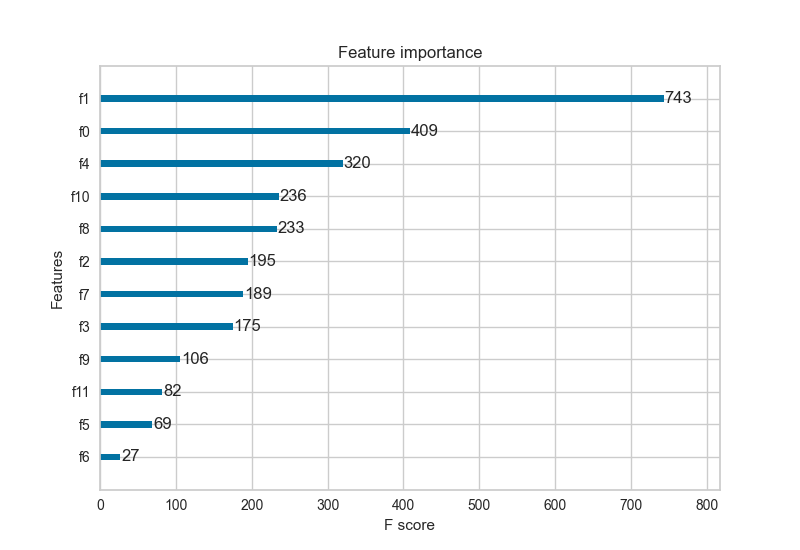 Feature importance
f1 743
f0 409
f4 320
f10 236
f8 233
f2 195
f7 189
f3 175
f9 106
f11 82
f5 69
f6 27
Features
0 100 200 300 400 500 600 700 800
F score